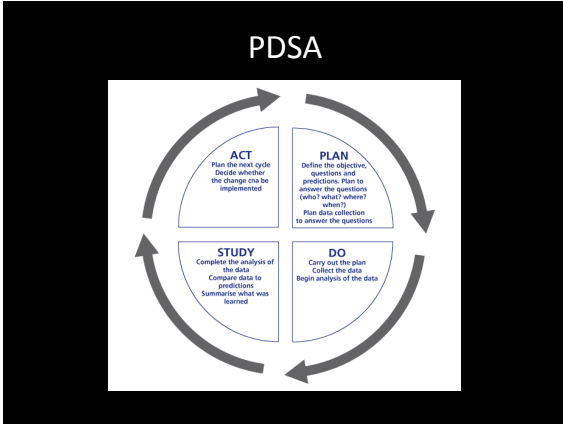 PDSA
ACT
Plan the next cycle
Decide whether
the change cna be
implemented
PLAN
Define the objective,
questions and
predictions. Plan to
answer the questions
(who? what? where?
when?)
Plan data collection
to answer the questions
STUDY
Complete the analysis of
the data
Compare data to
predictions
Summarise what was
learned
DO
Carry out the plan
Collect the data
Begin analysis of the data